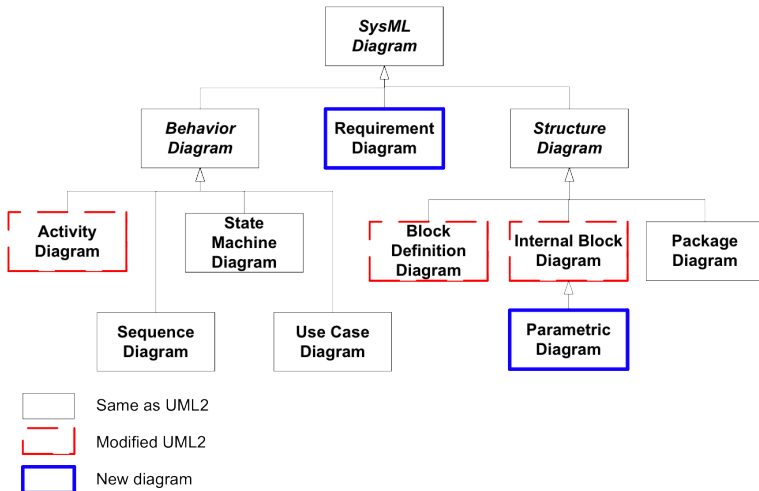 SysML
Diagram
Behavior
Diagram
Requirement
Diagram
Structure
Diagram
Activity
Diagram
State
Machine
Diagram
Block
Definition
Diagram
Internal Block
Diagram
Package
Diagram
Sequence
Diagram
Use Case
Diagram
Parametric
Diagram
Same as UML2
Modified UML2
New diagram